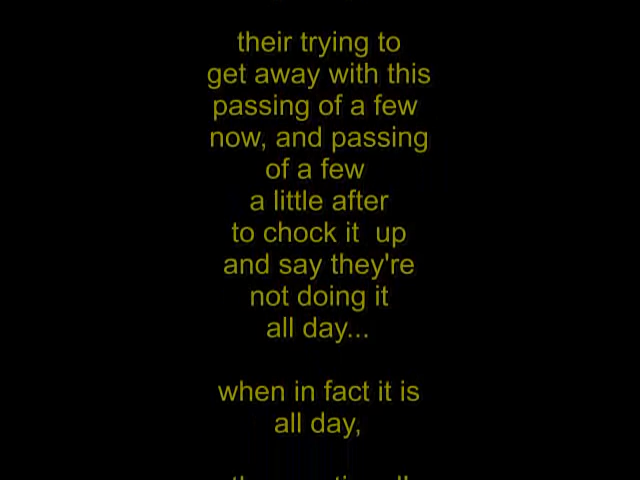 their trying to
get away with this
passing of a few
now, and passing
of a few
a little after
to chock it  up
and say they're
not doing it
all day...
when in fact it is
all day,